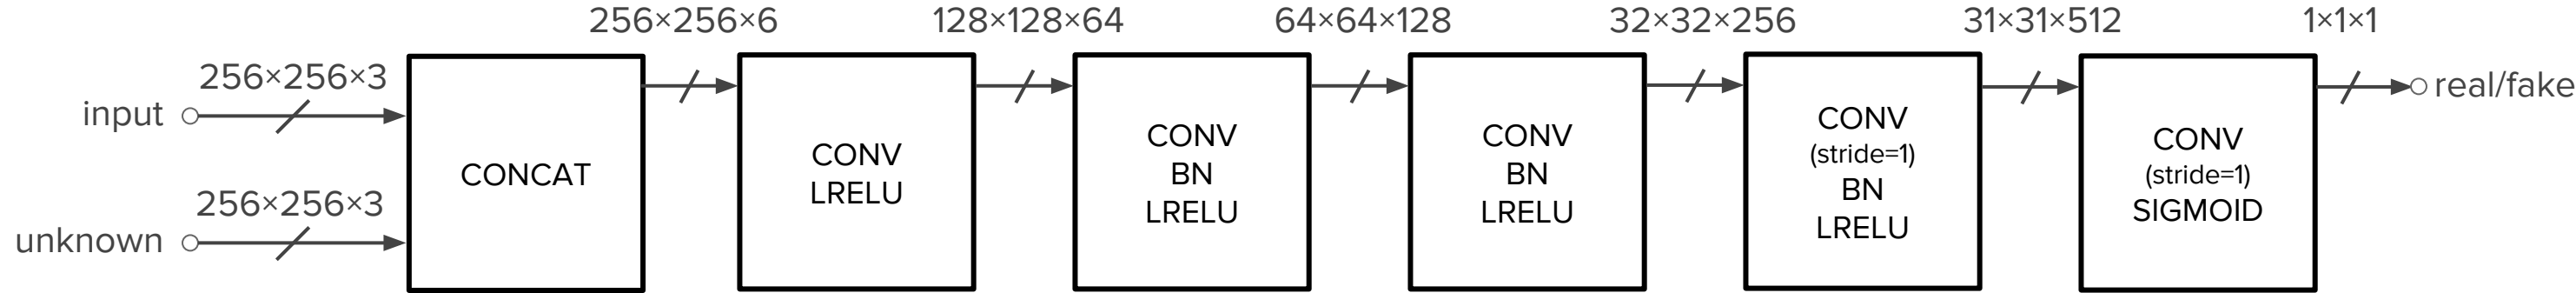 256×256×6
128×128×64
64×64×128
32×32×256
31×31×512
1×1×1
256×256×3
input
256×256×3
unknown
CONCAT
CONV
LRELU
CONV
BN
LRELU
CONV
BN
LRELU
CONV
(stride=1)
BN
LRELU
CONV
(stride=1)
SIGMOID
real/fake